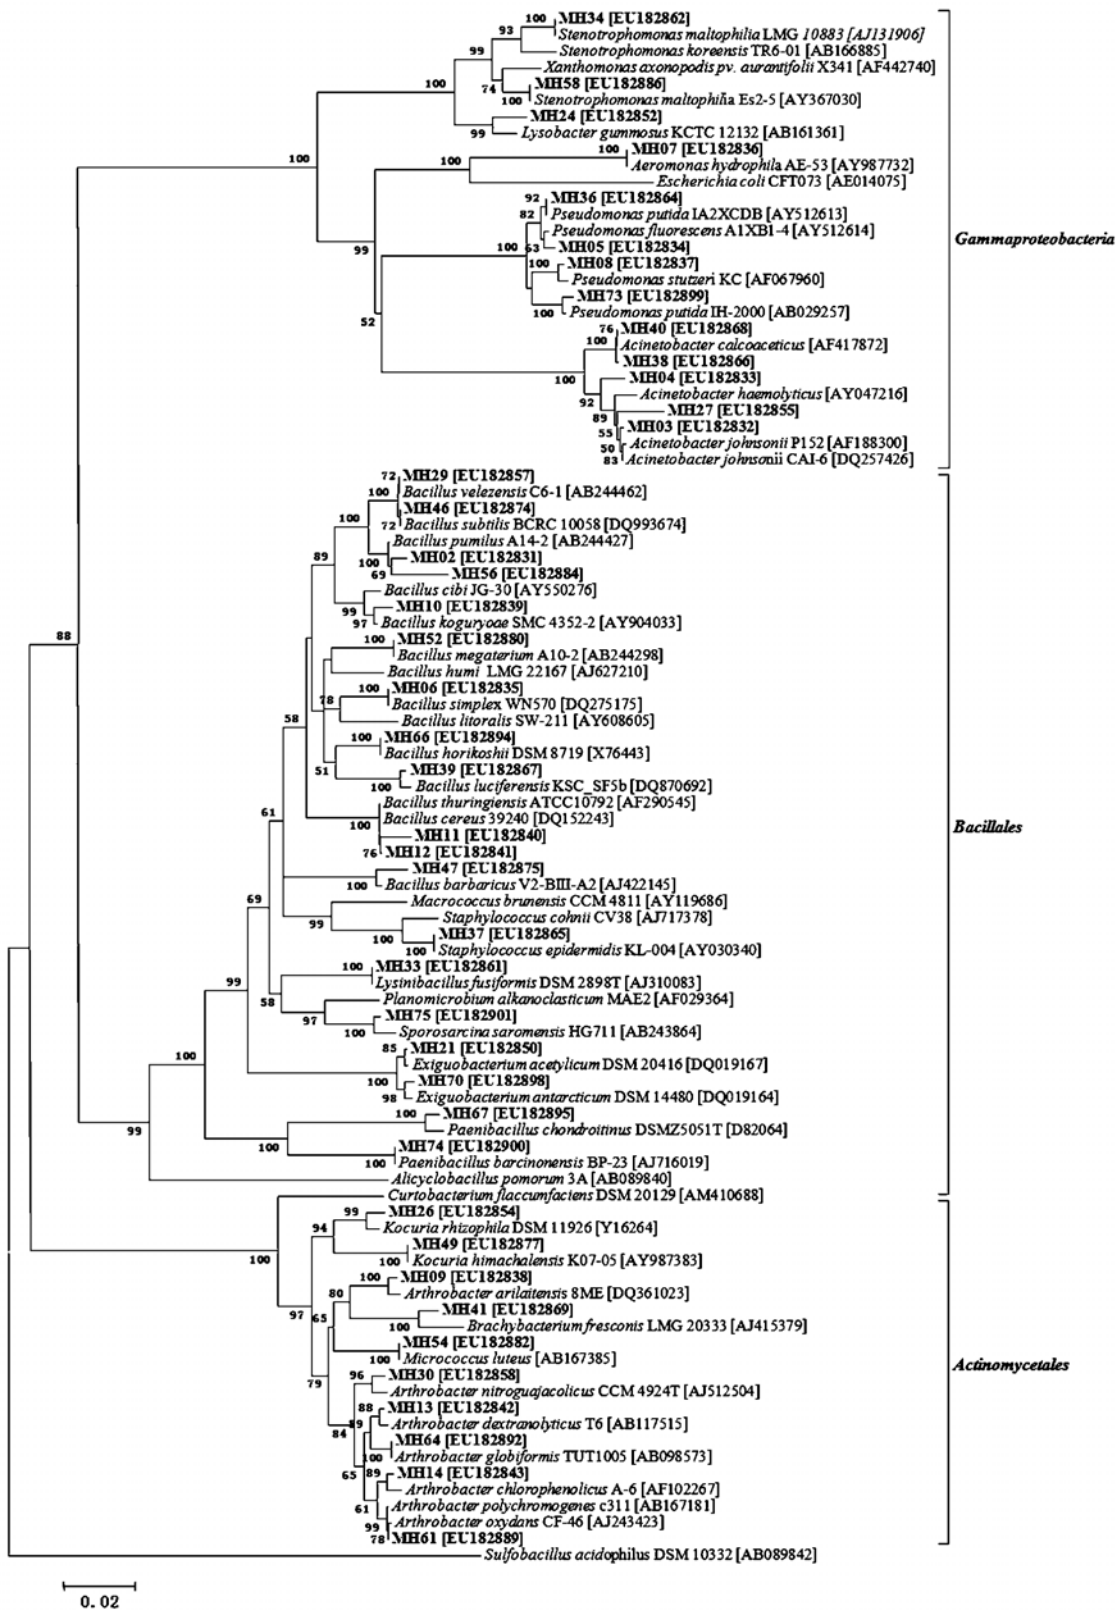 100 MH34 [EU182862]
93 Stenotrophomonas maltophilia LMG 10883 [AJ131906]
99 Stenotrophomonas koreensis TR6-01 [AB166885]
Xanthomonas axonopodis pv. aurantifolii X341 [AF442740]
100 74 MH58 [EU182886]
100 Stenotrophomonas maltophilia Es2-5 [AY367030]
MH24 [EU182852]
99 Lysobacter gummosus KCTC 12132 [AB161361]
100 MH07 [EU182836]
100 100 Aeromonas hydrophila AE-53 [AY987732]
Escherichia coli CFT073 [AE014075]
92 MH36 [EU182864]
82 Pseudomonas putida IA2XCDB [AY512613]
Pseudomonas fluorescens A1XB1-4 [AY512614]
Gammaproteobacteria
99 100 63 MH05 [EU182834]
100 MH08 [EU182837]
Pseudomonas stutzeri KC [AF067960]
MH73 [EU182899]
52 100 Pseudomonas putida IH-2000 [AB029257]
76 MH40 [EU182868]
100 Acinetobacter calcoaceticus [AF417872]
MH38 [EU182866]
100 MH04 [EU182833]
92 Acinetobacter haemolyticus [AY047216]
89 MH27 [EU182855]
55 MH03 [EU182832]
50 Acinetobacter johnsonii P152 [AF188300]
83 Acinetobacter johnsonii CAI-6 [DQ257426]
72 MH29 [EU182857]
100 Bacillus velezensis C6-1 [AB244462]
100 MH46 [EU182874]
72 Bacillus subtilis BCRC 10058 [DQ993674]
Bacillus pumilus A14-2 [AB244427]
89 100 MH02 [EU182831]
69 MH56 [EU182884]
Bacillus cibi JG-30 [AY550276]
99 MH10 [EU182839]
97 Bacillus koguryoae SMC 4352-2 [AY904033]
88 100 MH52 [EU182880]
Bacillus megaterium A10-2 [AB244298]
Bacillus humi LMG 22167 [AJ627210]
100 MH06 [EU182835]
78 Bacillus simplex WN570 [DQ275175]
58 Bacillus litoralis SW-211 [AY608605]
100 MH66 [EU182894]
Bacillus horikoshii DSM 8719 [X76443]
51 MH39 [EU182867]
100 Bacillus luciferensis KSC_SF5b [DQ870692]
Bacillus thuringiensis ATCC10792 [AF290545]
61 100 Bacillus cereus 39240 [DQ152243]
Bacillales
MH11 [EU182840]
76 MH12 [EU182841]
MH47 [EU182875]
100 Bacillus barbaricus V2-BIII-A2 [AJ422145]
69 Macrococcus brunensis CCM 4811 [AY119686]
99 Staphylococcus cohnii CV38 [AJ717378]
100 MH37 [EU182865]
100 Staphylococcus epidermidis KL-004 [AY030340]
100 MH33 [EU182861]
99 Lysinibacillus fusiformis DSM 2898T [AJ310083]
58 Planomicrobium alkanoclasticum MAE2 [AF029364]
97 MH75 [EU182901]
100 Sporosarcina saromensis HG711 [AB243864]
85 MH21 [EU182850]
100 Exiguobacterium acetylicum DSM 20416 [DQ019167]
100 MH70 [EU182898]
98 Exiguobacterium antarcticum DSM 14480 [DQ019164]
100 MH67 [EU182895]
99 Paenibacillus chondroitinus DSMZ5051T [D82064]
100 MH74 [EU182900]
100 Paenibacillus barcinonensis BP-23 [AJ716019]
Alicyclobacillus pomorum 3A [AB089840]
Curtobacterium flaccumfaciens DSM 20129 [AM410688]
99 MH26 [EU182854]
94 Kocuria rhizophila DSM 11926 [Y16264]
MH49 [EU182877]
100 100 Kocuria himachalensis K07-05 [AY987383]
100 MH09 [EU182838]
80 Arthrobacter arilaitensis 8ME [DQ361023]
97 65 MH41 [EU182869]
100 Brachybacterium fresconis LMG 20333 [AJ415379]
MH54 [EU182882]
100 Micrococcus luteus [AB167385]
Actinomycetales
79 96 MH30 [EU182858]
Arthrobacter nitroguajacolicus CCM 4924T [AJ512504]
88 MH13 [EU182842]
84 Arthrobacter dextranolyticus T6 [AB117515]
MH64 [EU182892]
100 Arthrobacter globiformis TUT1005 [AB098573]
65 89 MH14 [EU182843]
Arthrobacter chlorophenolicus A-6 [AF102267]
61 Arthrobacter polychromogenes c311 [AB167181]
99 Arthrobacter oxydans CF-46 [AJ243423]
78 MH61 [EU182889]
Sulfobacillus acidophilus DSM 10332 [AB089842]
0.02